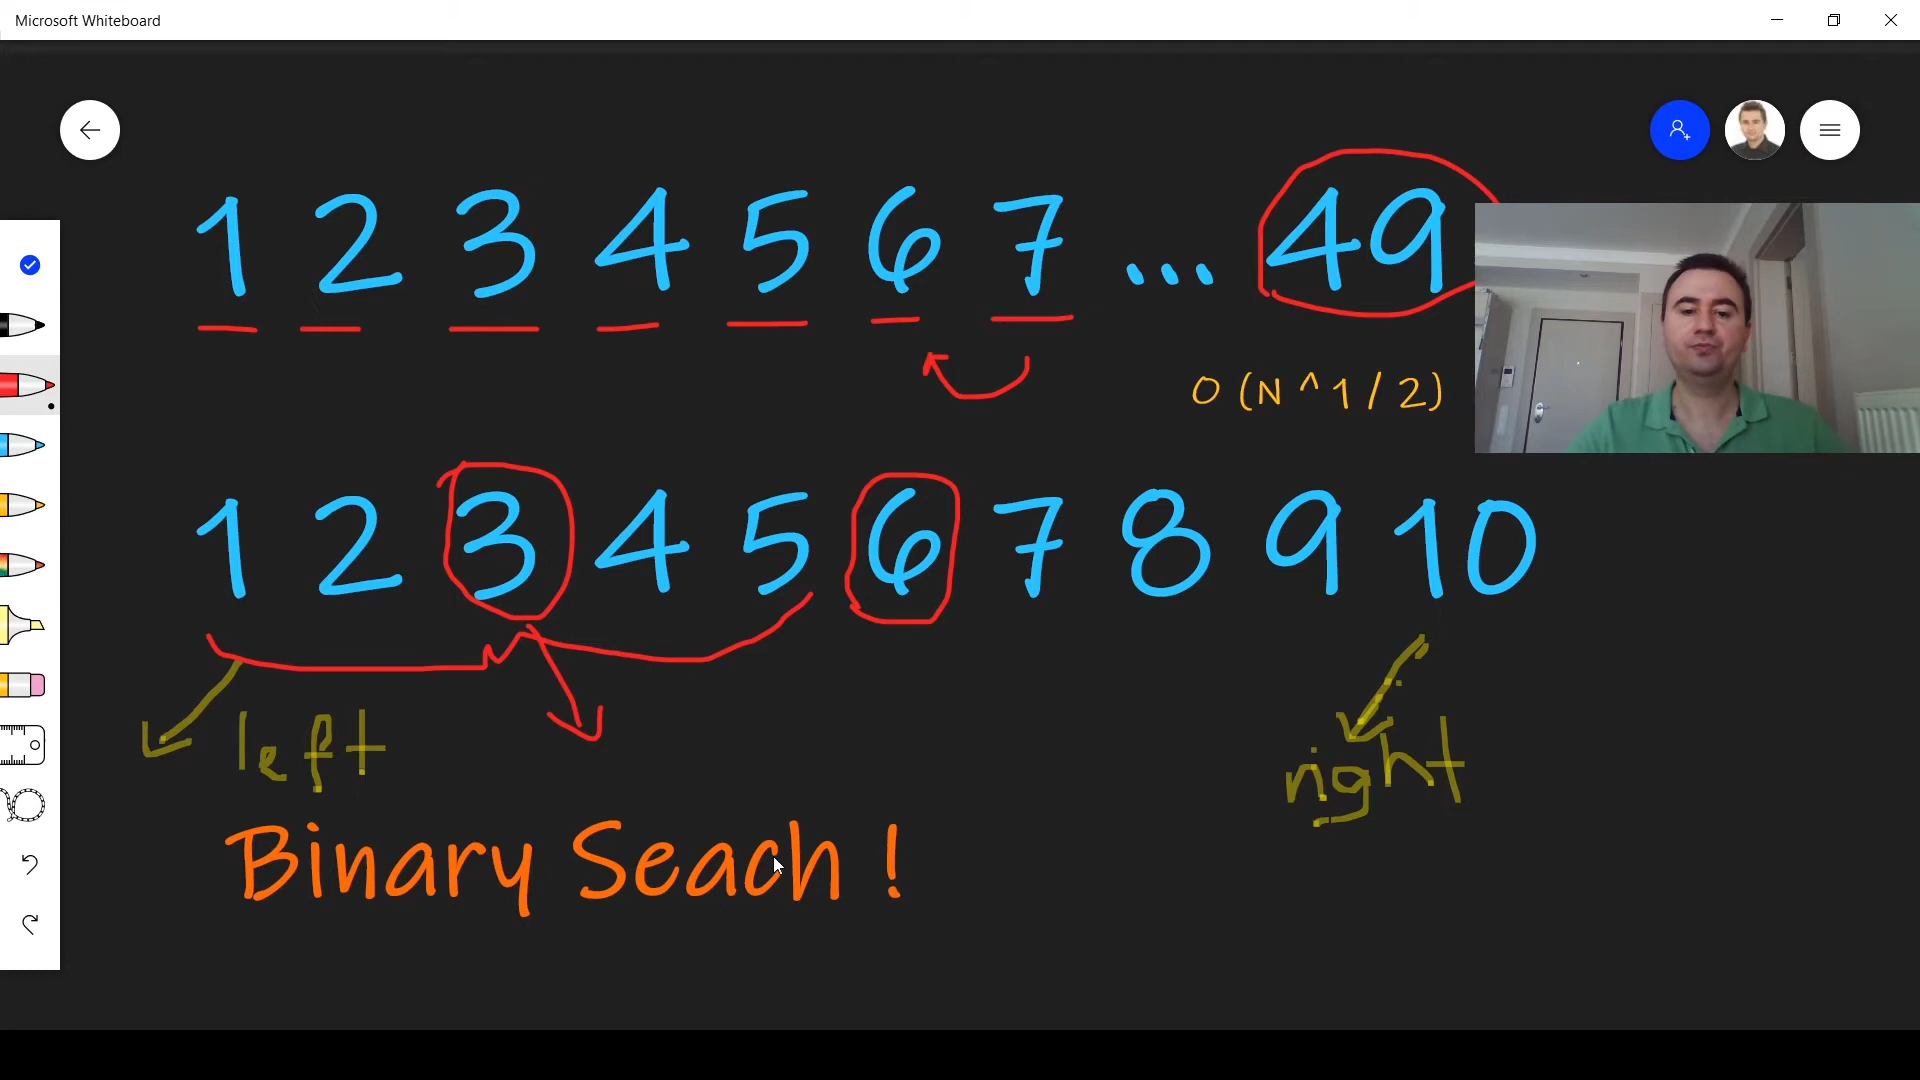 Microsoft Whiteboard
1 2 3 4 5 6 7 ... 49
O (N ^ 1 / 2)
1 2 3 4 5 6 7 8 9 10
left
right
Binary Seach !